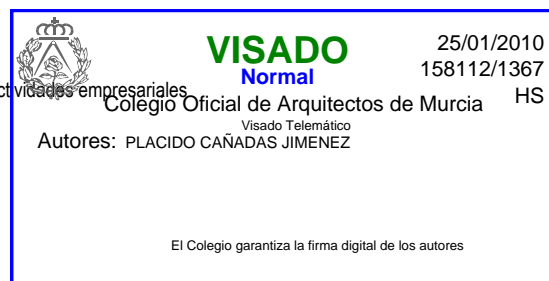 VISADO
25/01/2010
Normal
158112/1367
ctividades empresariales
HS
Colegio Oficial de Arquitectos de Murcia
Visado Telemático
Autores: PLACIDO CAÑADAS JIMENEZ
El Colegio garantiza la firma digital de los autores